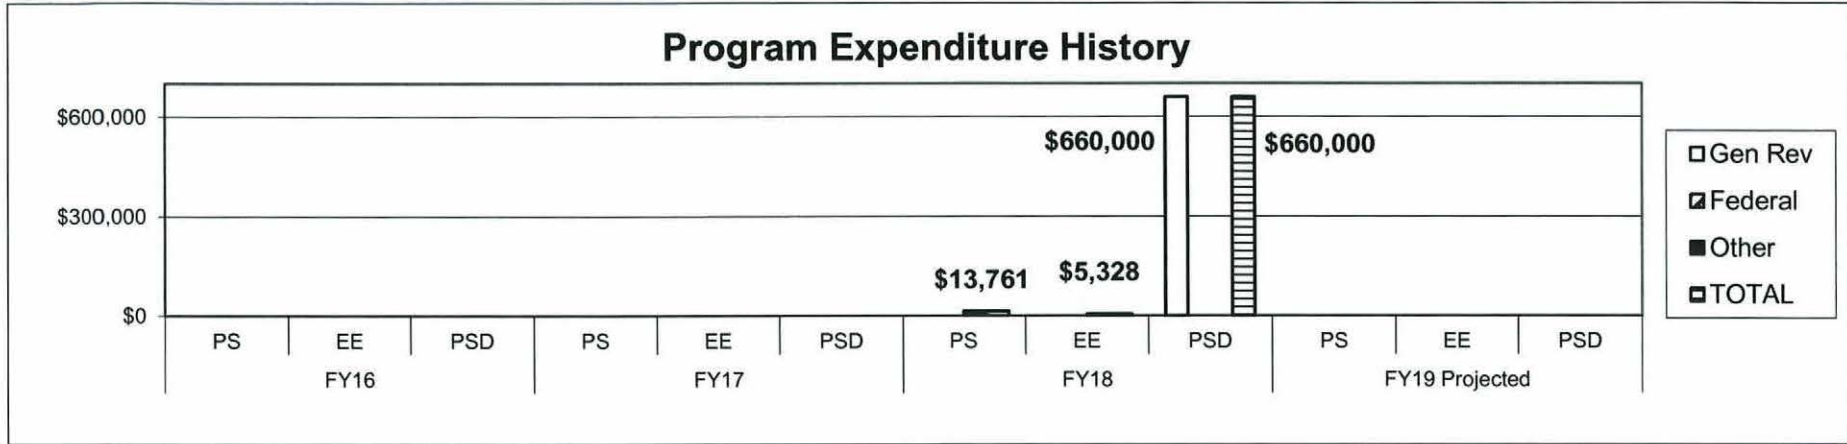 Program Expenditure History
$600,000
$300,000
$0
$13,761
$5,328
$660,000
$660,000
PS EE PSD PS EE PSD PS EE PSD PS EE PSD
FY16 FY17 FY18 FY19 Projected
Gen Rev
Federal
Other
TOTAL